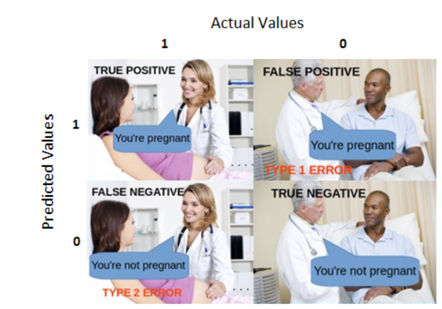 Actual Values
1 0
Predicted Values
1
TRUE POSITIVE
You're pregnant
FALSE POSITIVE
You're pregnant
TYPE 1 ERROR
0
FALSE NEGATIVE
You're not pregnant
TYPE 2 ERROR
TRUE NEGATIVE
You're not pregnant